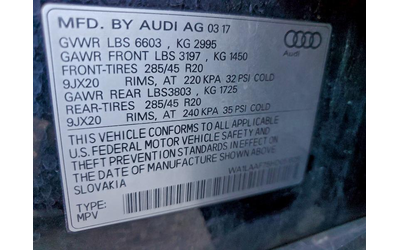 MFD. BY AUDI AG 03 17
GVWR LBS 6603 , KG 2995
GAWR FRONT LBS 3197 , KG 1450
FRONT-TIRES 285/45 R20
9JX20 RIMS, AT 220 KPA 32 PSI COLD
GAWR REAR LBS3803 , KG 1725
REAR-TIRES 285/45 R20
9JX20 RIMS, AT 240 KPA 35 PSI COLD
THIS VEHICLE CONFORMS TO ALL APPLICABLE
U.S. FEDERAL MOTOR VEHICLE SAFETY AND
THEFT PREVENTION STANDARDS IN EFFECT ON
THE DATE OF MANUFACTURE SHOWN ABOVE.
SLOVAKIA
TYPE:
MPV
Audi